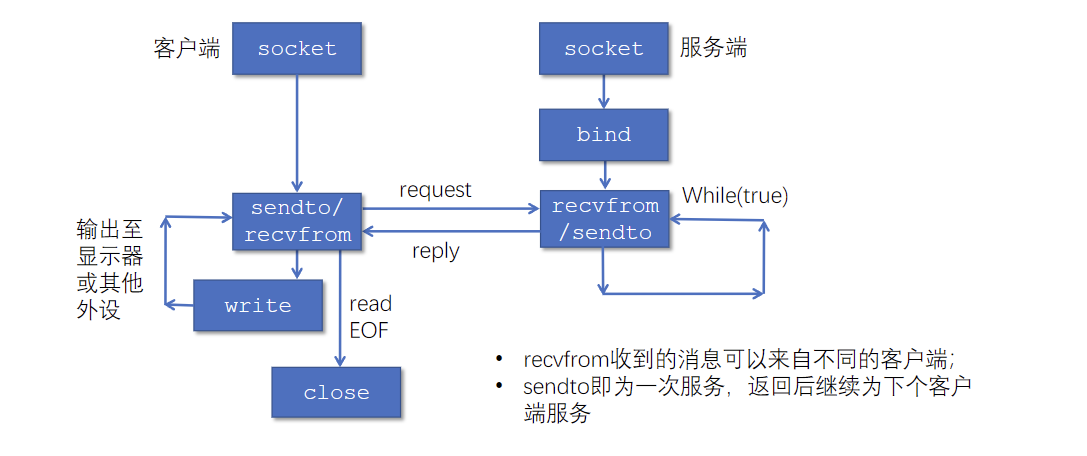 客户端
socket
socket
服务端
bind
request
While(true)
sendto/
recvfrom
recvfrom
/sendto
reply
输出至
显示器
或其他
外设
write
read
EOF
close
• recvfrom收到的消息可以来自不同的客户端;
• sendto即为一次服务，返回后继续为下个客户
端服务